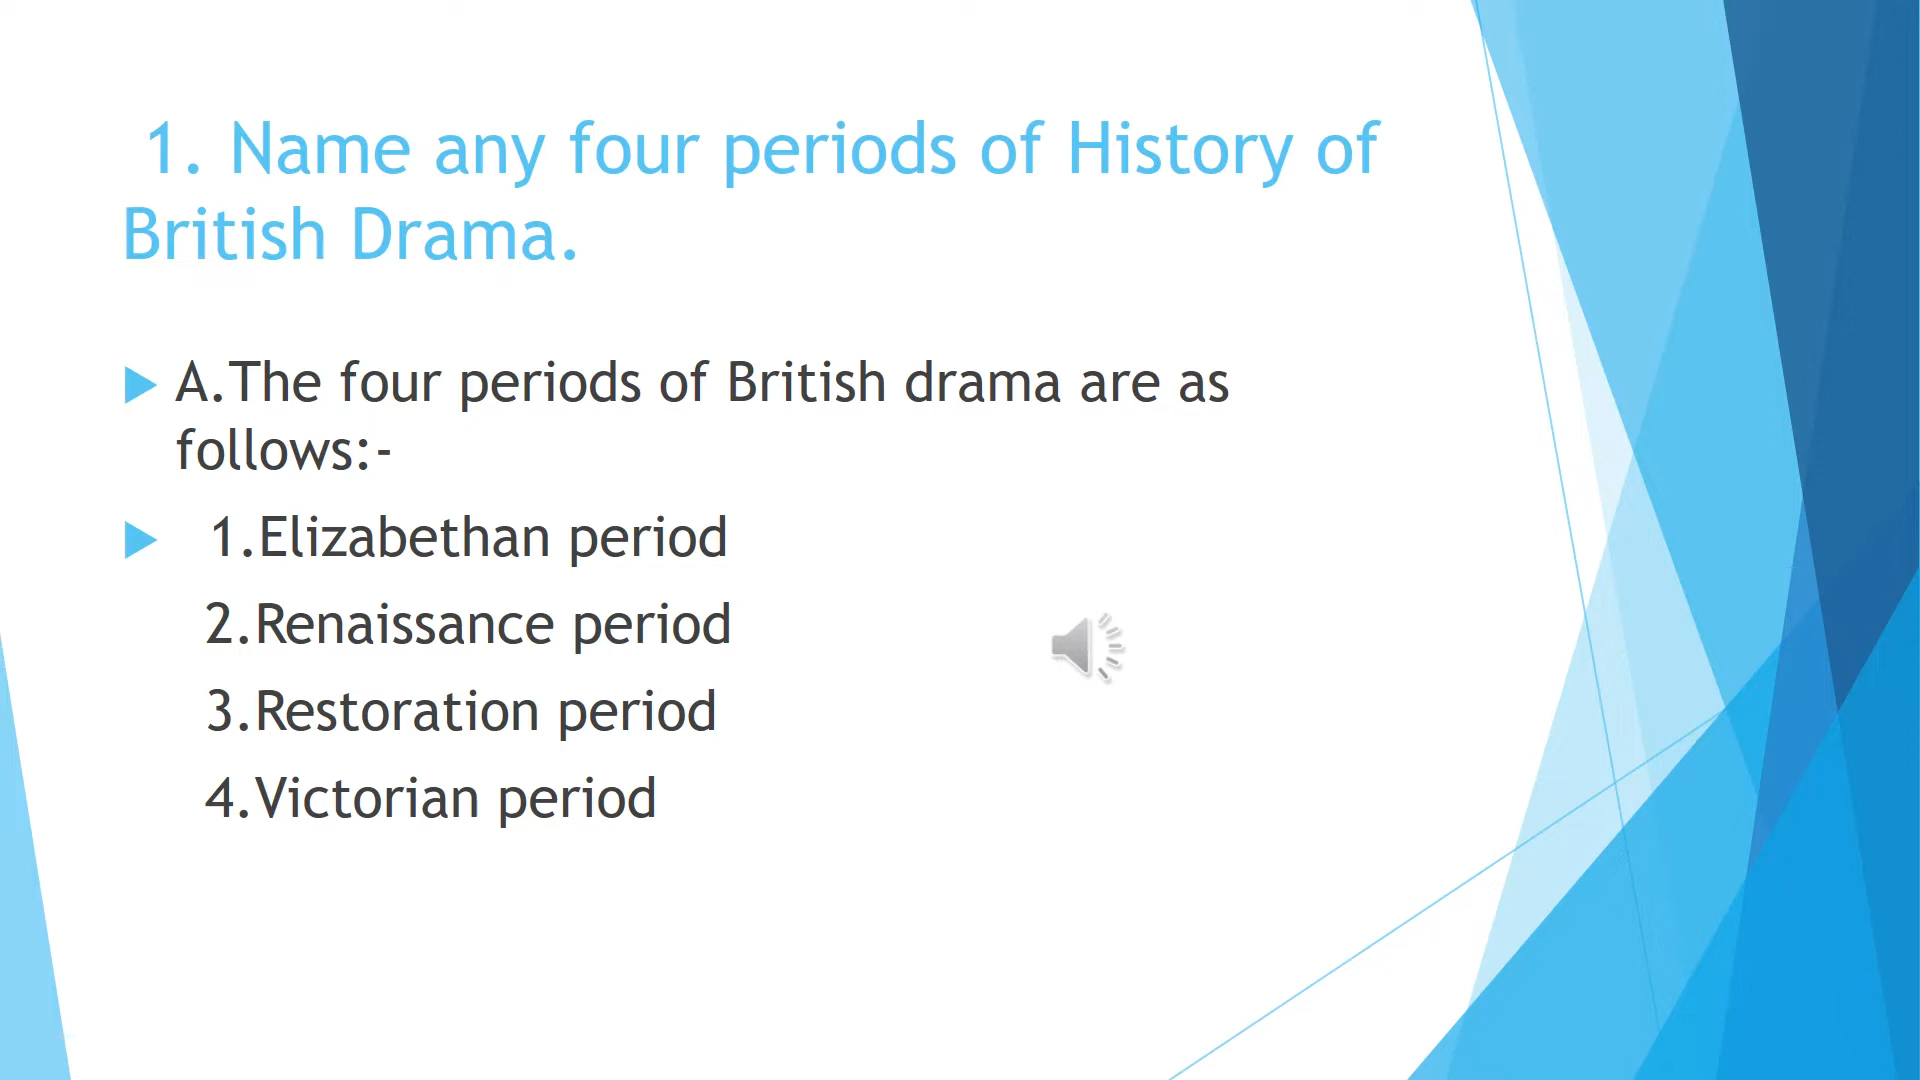 1. Name any four periods of History of
British Drama.
A.The four periods of British drama are as
follows:-
1.Elizabethan period
2.Renaissance period
3.Restoration period
4.Victorian period